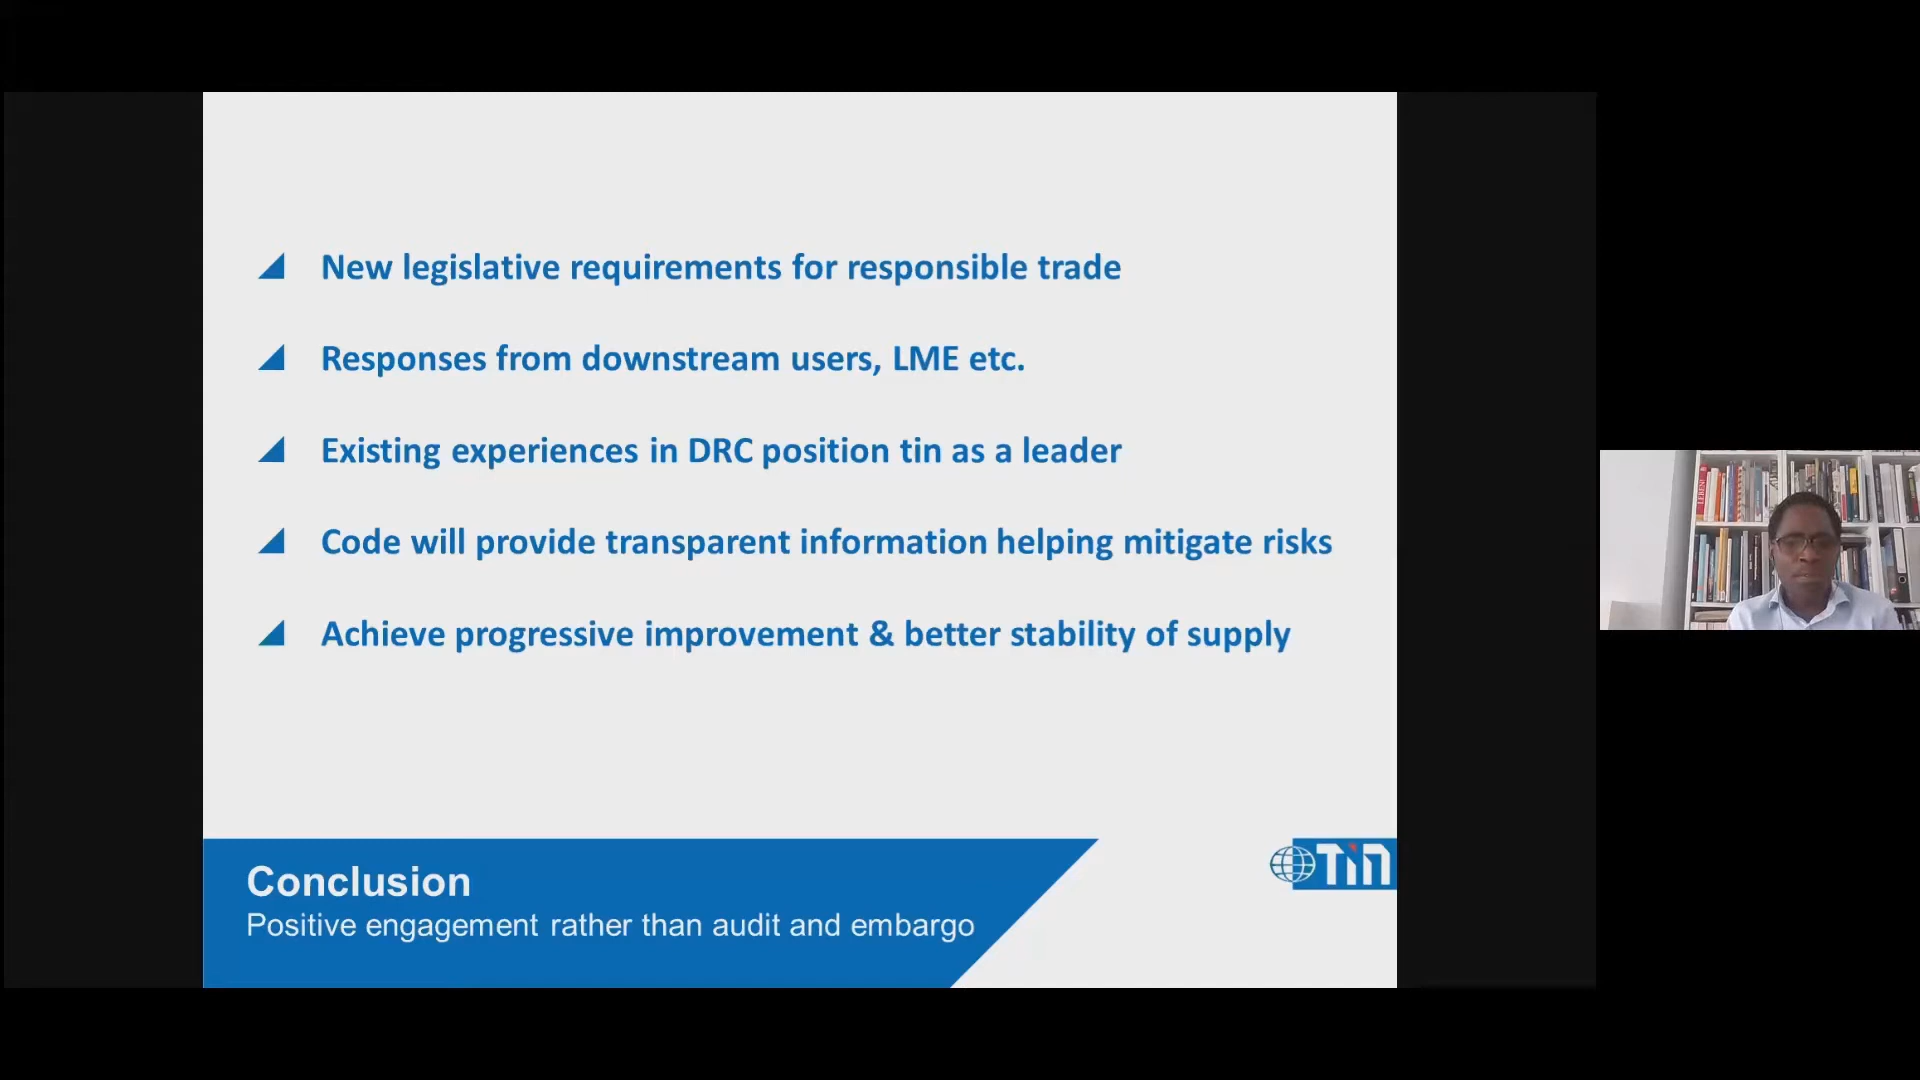 New legislative requirements for responsible trade
Responses from downstream users, LME etc.
Existing experiences in DRC position tin as a leader
Code will provide transparent information helping mitigate risks
Achieve progressive improvement & better stability of supply
Conclusion
Positive engagement rather than audit and embargo
Tin